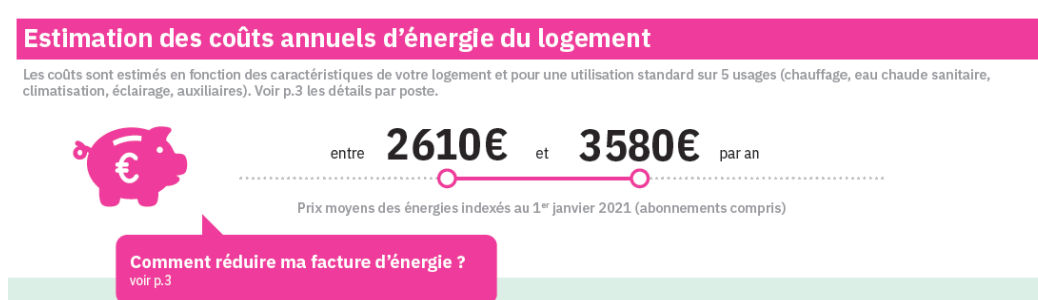 Estimation des coûts annuels d’énergie du logement
Les coûts sont estimés en fonction des caractéristiques de votre logement et pour une utilisation standard sur 5 usages (chauffage, eau chaude sanitaire,
climatisation, éclairage, auxiliaires). Voir p.3 les détails par poste.
€
entre 2610€ et 3580€ par an
Prix moyens des énergies indexés au 1er janvier 2021 (abonnements compris)
Comment réduire ma facture d’énergie ?
voir p.3